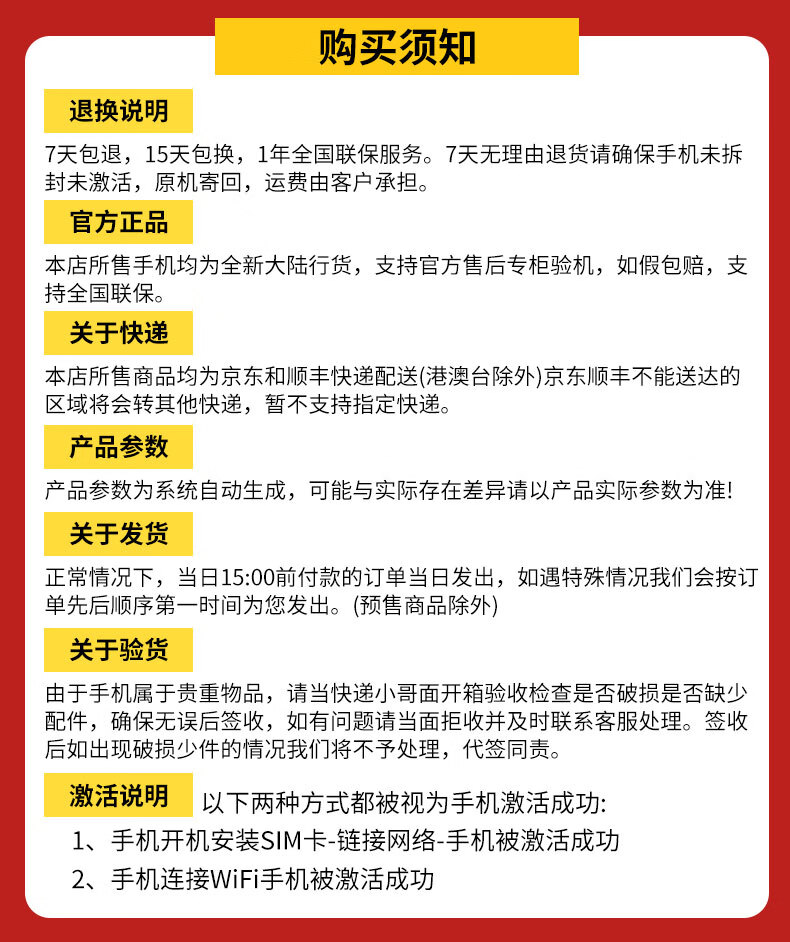 购买须知
退换说明
7天包退，15天包换，1年全国联保服务。7天无理由退货请确保手机未拆
封未激活，原机寄回，运费由客户承担。
官方正品
本店所售手机均为全新大陆行货，支持官方售后专柜验机，如假包赔，支
持全国联保。
关于快递
本店所售商品均为京东和顺丰快递配送(港澳台除外)京东顺丰不能送达的
区域将会转其他快递，暂不支持指定快递。
产品参数
产品参数为系统自动生成，可能与实际存在差异请以产品实际参数为准!
关于发货
正常情况下，当日15:00前付款的订单当日发出，如遇特殊情况我们会按订
单先后顺序第一时间为您发出。(预售商品除外)
关于验货
由于手机属于贵重物品，请当快递小哥面开箱验收检查是否破损是否缺少
配件，确保无误后签收，如有问题请当面拒收并及时联系客服处理。签收
后如出现破损少件的情况我们将不予处理，代签同责。
激活说明 以下两种方式都被视为手机激活成功:
1、手机开机安装SIM卡-链接网络-手机被激活成功
2、手机连接WiFi手机被激活成功